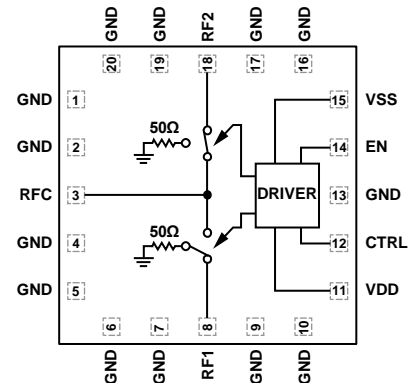 GND
GND
RF2
GND
GND
20
19
18
17
16
GND
1
15
VSS
50Ω
GND
2
14
EN
RFC
3
DRIVER
13
GND
GND
4
50Ω
12
CTRL
GND
5
11
VDD
6
7
8
9
10
GND
GND
RF1
GND
GND